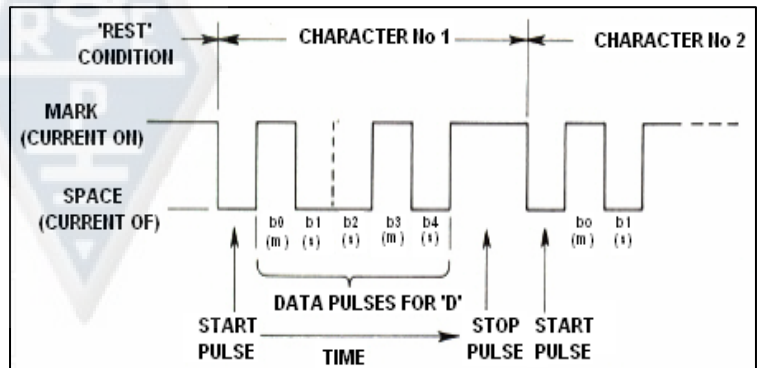 'REST'
CONDITION
CHARACTER No 1
CHARACTER No 2
MARK
(CURRENT ON)
SPACE
(CURRENT OF)
b0 b1 b2 b3 b4 bo b1
(m) (s) (s) (m) (s) (m) (s)
DATA PULSES FOR 'D'
START
PULSE
TIME
STOP
PULSE
START
PULSE